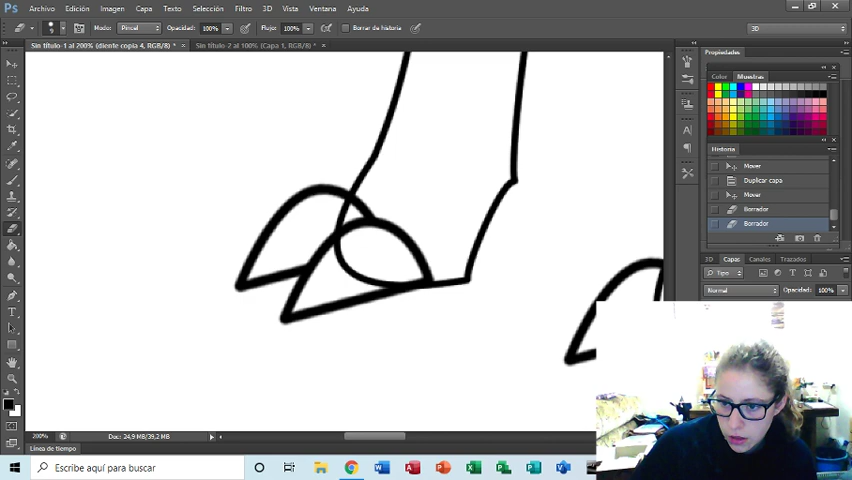 Ps Archivo Edición Imagen Capa Texto Selección Filtro 3D Vista Ventana Ayuda
9 Modo: Pincel Opacidad: 100% Flujo: 100% Borrar de historia 3D
Sin título-1 al 200% (diente copia 4, RGB/8) * × Sin título 2 al 100% (Capa 1, RGB/8) * ×
Propiedades
Color Muestras
Historia
Mover
Duplicar capa
Mover
Borrador
Borrador
3D Capas Canales Trazados
Tipo
Normal Opacidad: 100%
200% Doc: 24,9 MB/39,2 MB
Línea de tiempo
Escribe aquí para buscar